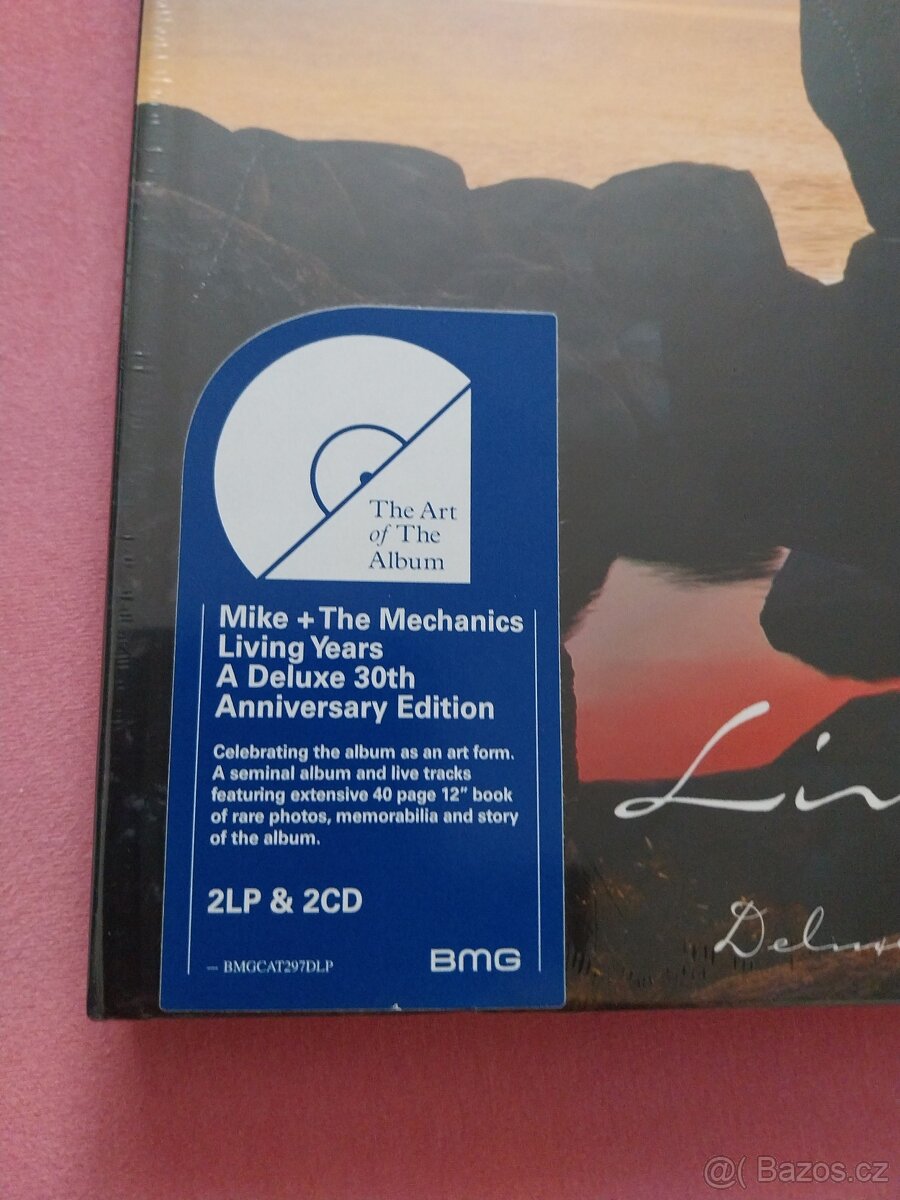 The Art
of The
Album
Mike + The Mechanics
Living Years
A Deluxe 30th
Anniversary Edition
Celebrating the album as an art form.
A seminal album and live tracks
featuring extensive 40 page 12” book
of rare photos, memorabilia and story
of the album.
2LP & 2CD
— BMGCAT297DLP
BMG
Liv
Delux
@( Bazos.cz